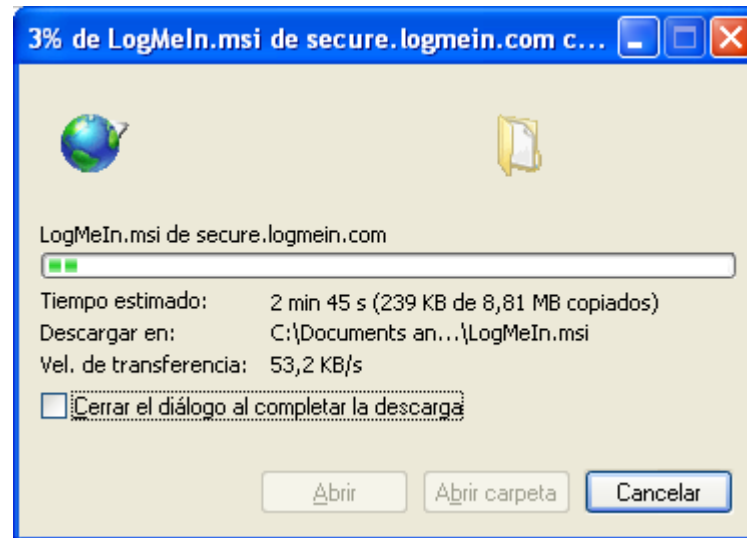 3% de LogMeIn.msi de secure.logmein.com c...
LogMeIn.msi de secure.logmein.com
Tiempo estimado: 2 min 45 s (239 KB de 8,81 MB copiados)
Descargar en: C:\Documents an...\LogMeIn.msi
Vel. de transferencia: 53,2 KB/s
Cerrar el diálogo al completar la descarga
Abrir Abrir carpeta Cancelar